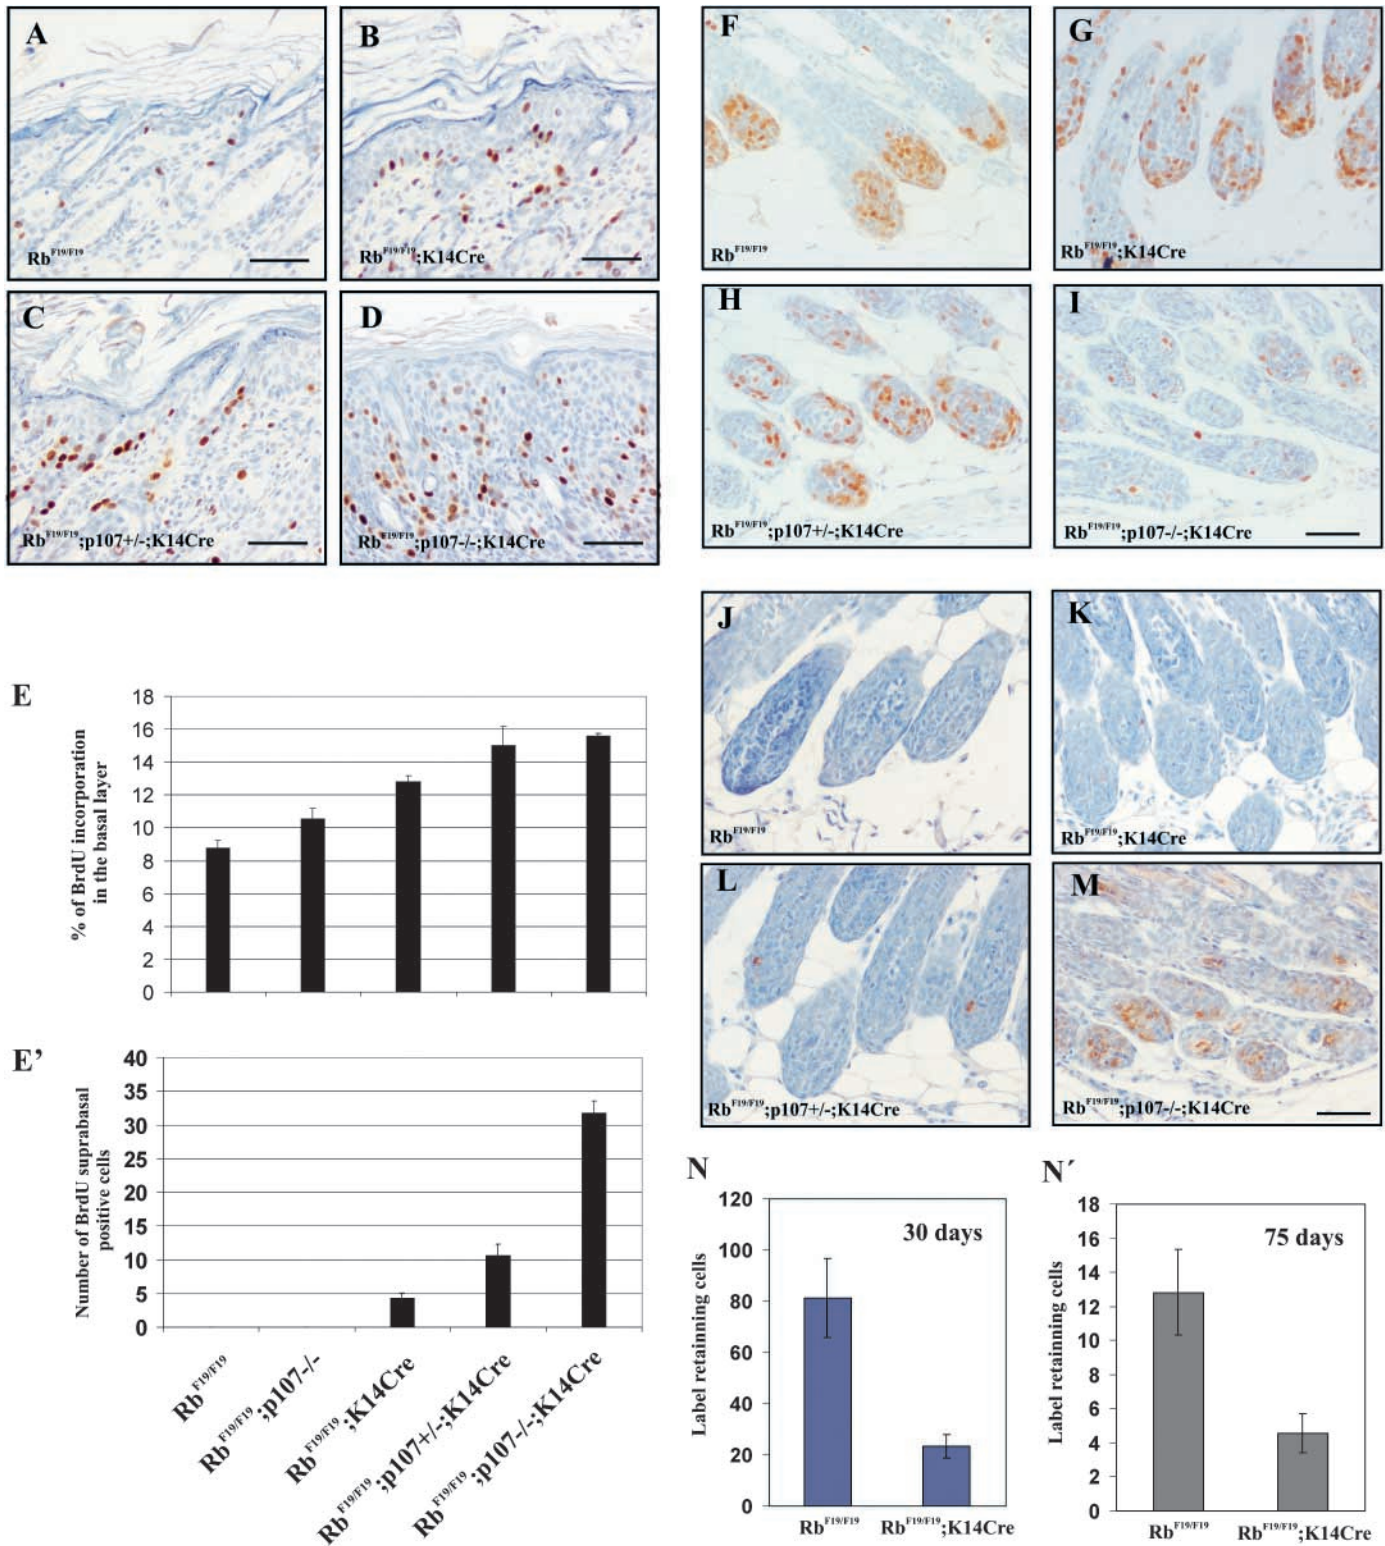 A
Rb^F19/F19
B
Rb^F19/F19;K14Cre
C
Rb^F19/F19;p107+/-;K14Cre
D
Rb^F19/F19;p107-/-;K14Cre
F
Rb^F19/F19
G
Rb^F19/F19;K14Cre
H
Rb^F19/F19;p107+/-;K14Cre
I
Rb^F19/F19;p107-/-;K14Cre
J
Rb^F19/F19
K
Rb^F19/F19;K14Cre
L
Rb^F19/F19;p107+/-;K14Cre
M
Rb^F19/F19;p107-/-;K14Cre
E
% of BrdU incorporation
in the basal layer
18
16
14
12
10
8
6
4
2
0
E’
Number of BrdU suprabasal
positive cells
40
35
30
25
20
15
10
5
0
Rb^F19/F19
Rb^F19/F19;p107-/-
Rb^F19/F19;K14Cre
Rb^F19/F19;p107+/-;K14Cre
Rb^F19/F19;p107-/-;K14Cre
N
30 days
Label retainning cells
120
100
80
60
40
20
0
Rb^F19/F19
Rb^F19/F19;K14Cre
N´
75 days
Label retainning cells
18
16
14
12
10
8
6
4
2
0
Rb^F19/F19
Rb^F19/F19;K14Cre